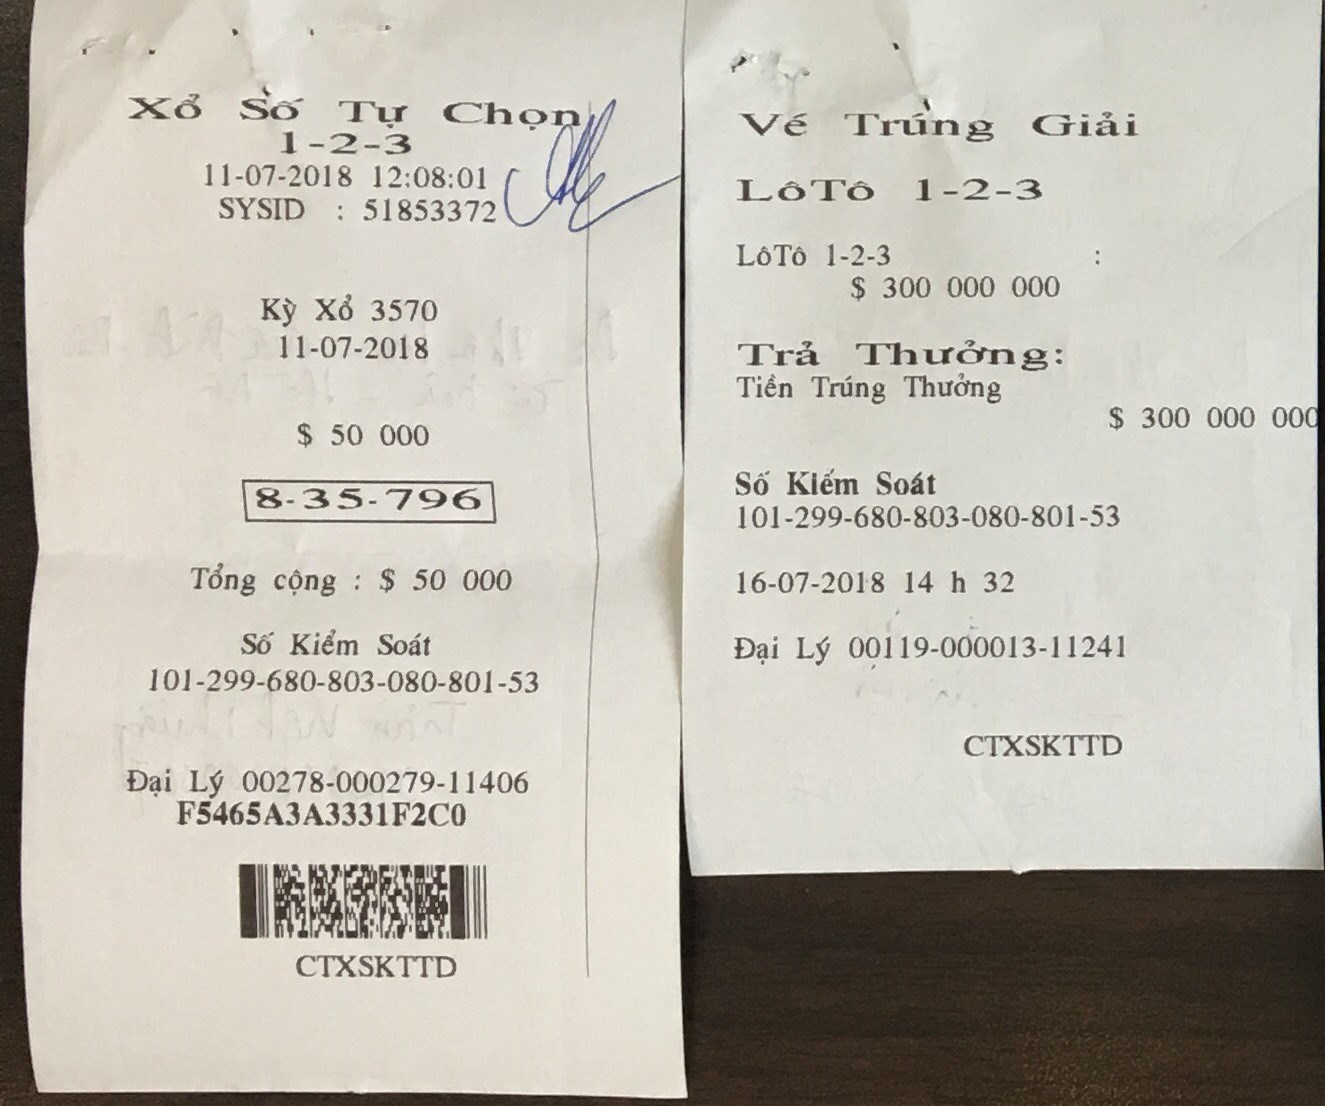 Xổ Số Tự Chọn
1-2-3
11-07-2018 12:08:01
SYSID : 51853372
Kỳ Xổ 3570
11-07-2018
$ 50 000
8-35-796
Tổng cộng : $ 50 000
Số Kiểm Soát
101-299-680-803-080-801-53
Đại Lý 00278-000279-11406
F5465A3A3331F2C0
CTXSKTTD
Vé Trúng Giải
LôTô 1-2-3
LôTô 1-2-3 :
$ 300 000 000
Trả Thưởng:
Tiền Trúng Thưởng
$ 300 000 000
Số Kiếm Soát
101-299-680-803-080-801-53
16-07-2018 14 h 32
Đại Lý 00119-000013-11241
CTXSKTTD